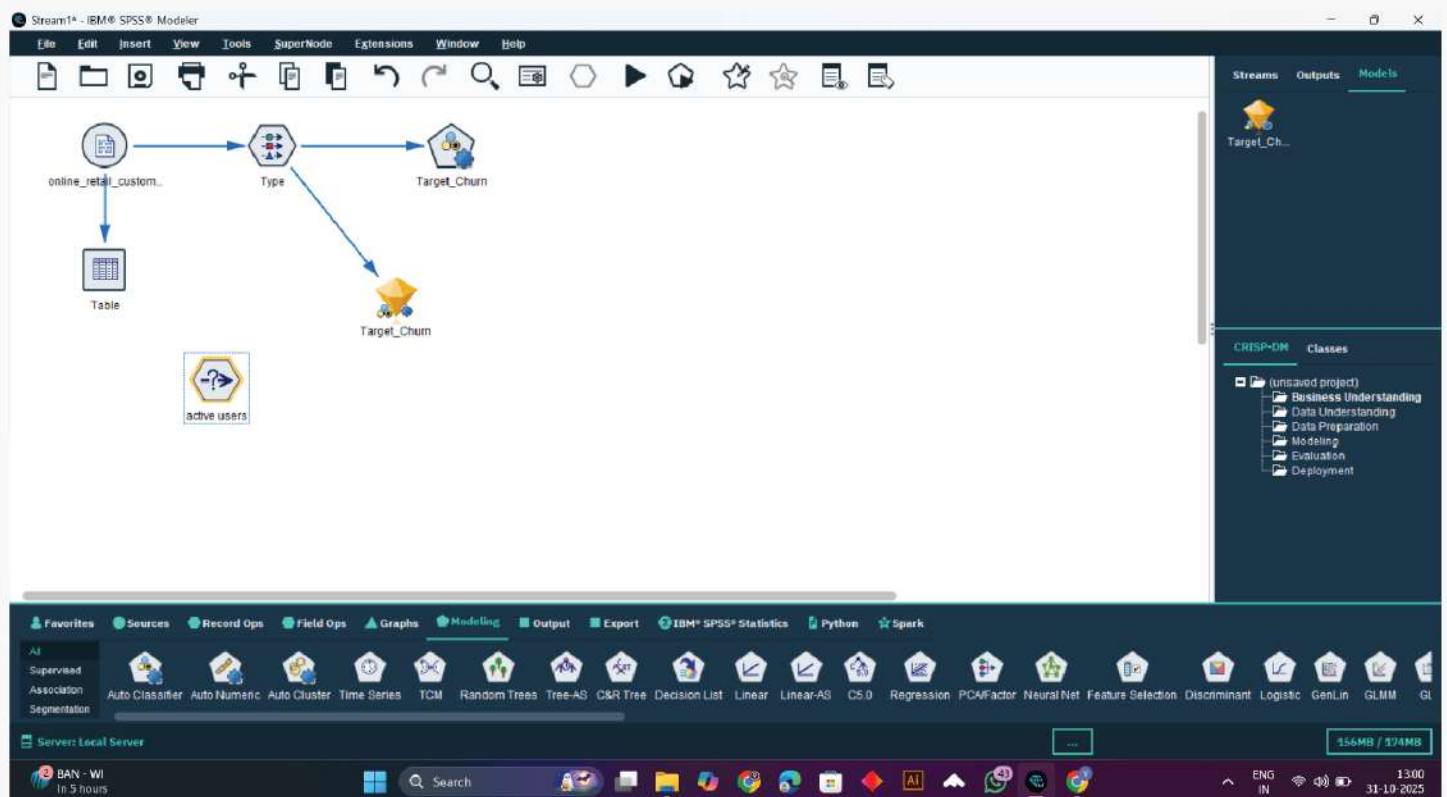 Stream1* - IBM® SPSS® Modeler
File Edit Insert View Tools SuperNode Extensions Window Help
Streams Outputs Models
Target_Ch...
online_retail_custom...
Type
Target_Churn
Table
Target_Churn
active users
CRISP-DM Classes
(unsaved project)
Business Understanding
Data Understanding
Data Preparation
Modeling
Evaluation
Deployment
Favorites Sources Record Ops Field Ops Graphs Modeling Output Export IBM® SPSS® Statistics Python Spark
All
Supervised
Association
Segmentation
Auto Classifier Auto Numeric Auto Cluster Time Series TCM Random Trees Tree-AS C&R Tree Decision List Linear Linear-AS C5.0 Regression PCA/Factor Neural Net Feature Selection Discriminant Logistic GenLin GLMM GL
Server: Local Server
...
156MB / 174MB
2
BAN - WI
In 5 hours
Search
Ai
43
ENG
IN
13:00
31-10-2025